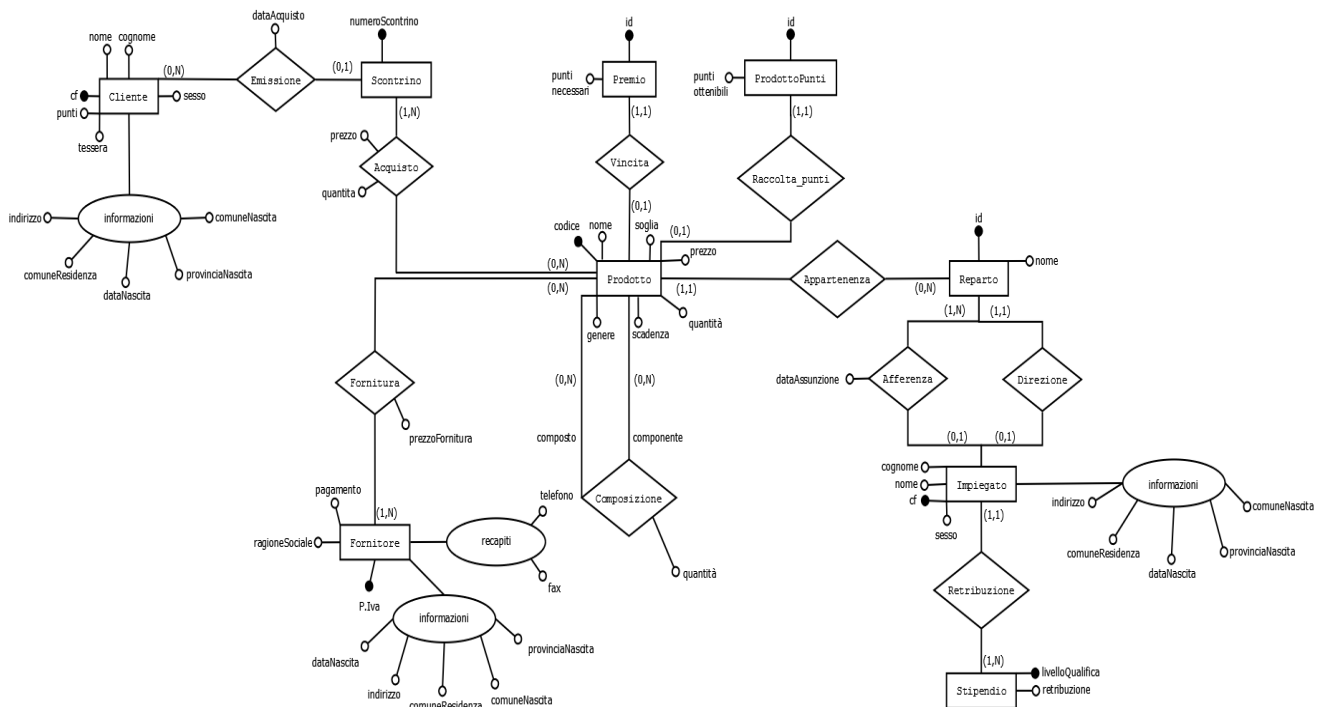 dataAcquisto
numeroScontrino
id
id
nome
cognome
(0,N)
Emissione
(0,1)
Scontrino
punti
necessari
Premio
punti
ottenibili
ProdottoPunti
cf
Cliente
sesso
punti
tessera
(1,N)
(1,1)
(1,1)
prezzo
Acquisto
quantita
Vincita
Raccolta_punti
indirizzo
informazioni
comuneNascita
comuneResidenza
provinciaNascita
dataNascita
(0,1)
codice
nome
soglia
(0,1)
prezzo
id
nome
(0,N)
(0,N)
Prodotto
(1,1)
Appartenenza
(0,N)
Reparto
genere
scadenza
quantità
(1,N)
(1,1)
Fornitura
prezzoFornitura
(0,N)
(0,N)
dataAssunzione
Afferenza
Direzione
composto
componente
(0,1)
(0,1)
cognome
nome
cf
Impiegato
sesso
(1,1)
informazioni
indirizzo
comuneNascita
comuneResidenza
provinciaNascita
dataNascita
pagamento
telefono
Composizione
(1,N)
ragioneSociale
Fornitore
recapiti
fax
quantità
P.Iva
informazioni
dataNascita
provinciaNascita
indirizzo
comuneResidenza
comuneNascita
Retribuzione
(1,N)
Stipendio
livelloQualifica
retribuzione